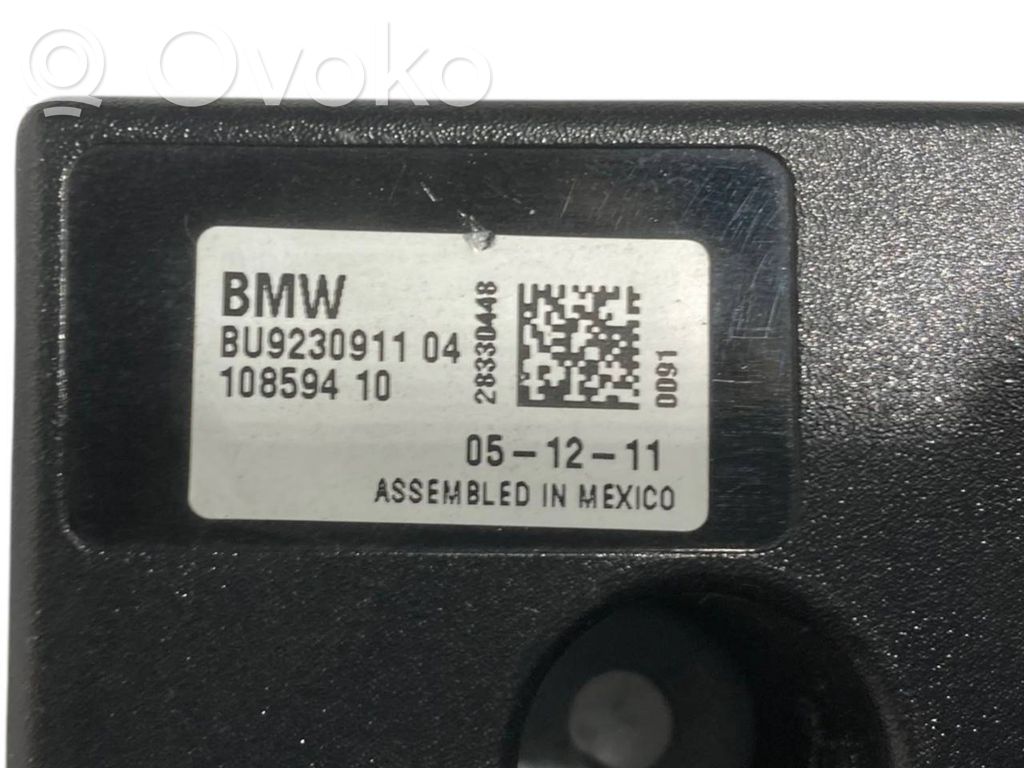 Ovoko
BMW
BU9230911 04
108594 10
28330448
0091
05-12-11
ASSEMBLED IN MEXICO